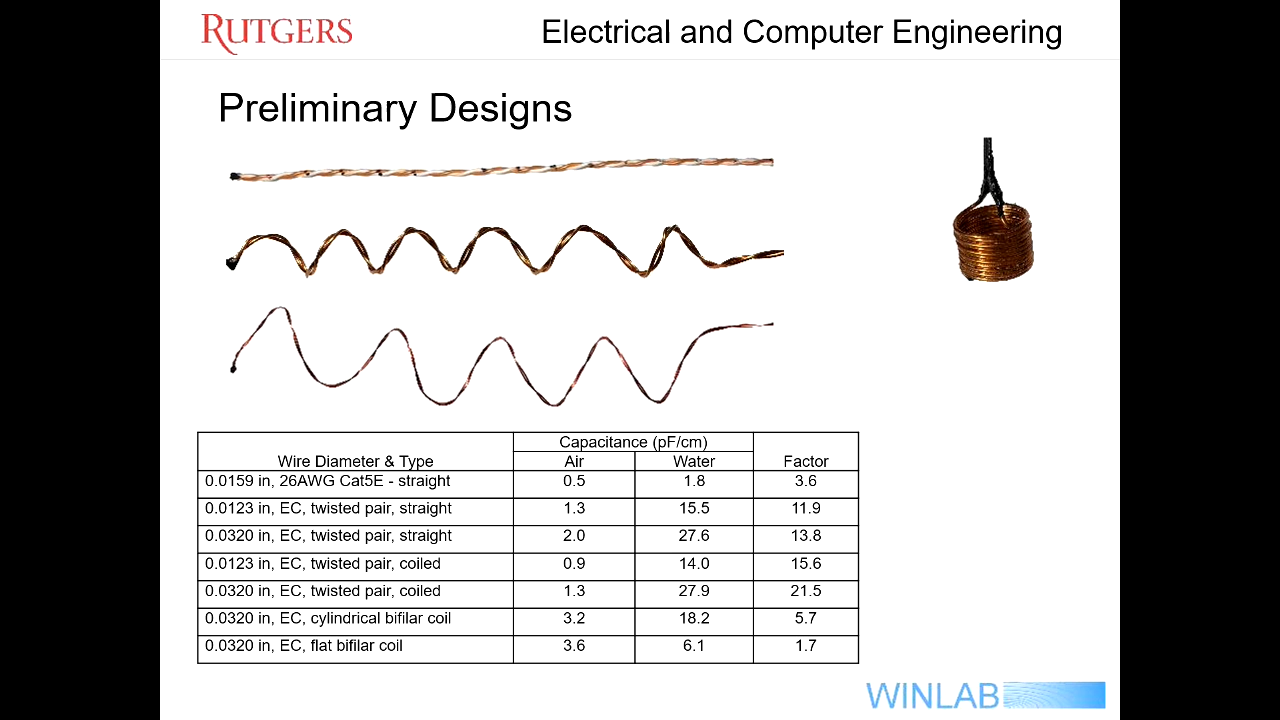 RUTGERS
Electrical and Computer Engineering
Preliminary Designs
Capacitance (pF/cm)
Wire Diameter & Type Air Water Factor
0.0159 in, 26AWG Cat5E - straight 0.5 1.8 3.6
0.0123 in, EC, twisted pair, straight 1.3 15.5 11.9
0.0320 in, EC, twisted pair, straight 2.0 27.6 13.8
0.0123 in, EC, twisted pair, coiled 0.9 14.0 15.6
0.0320 in, EC, twisted pair, coiled 1.3 27.9 21.5
0.0320 in, EC, cylindrical bifilar coil 3.2 18.2 5.7
0.0320 in, EC, flat bifilar coil 3.6 6.1 1.7
WINLAB